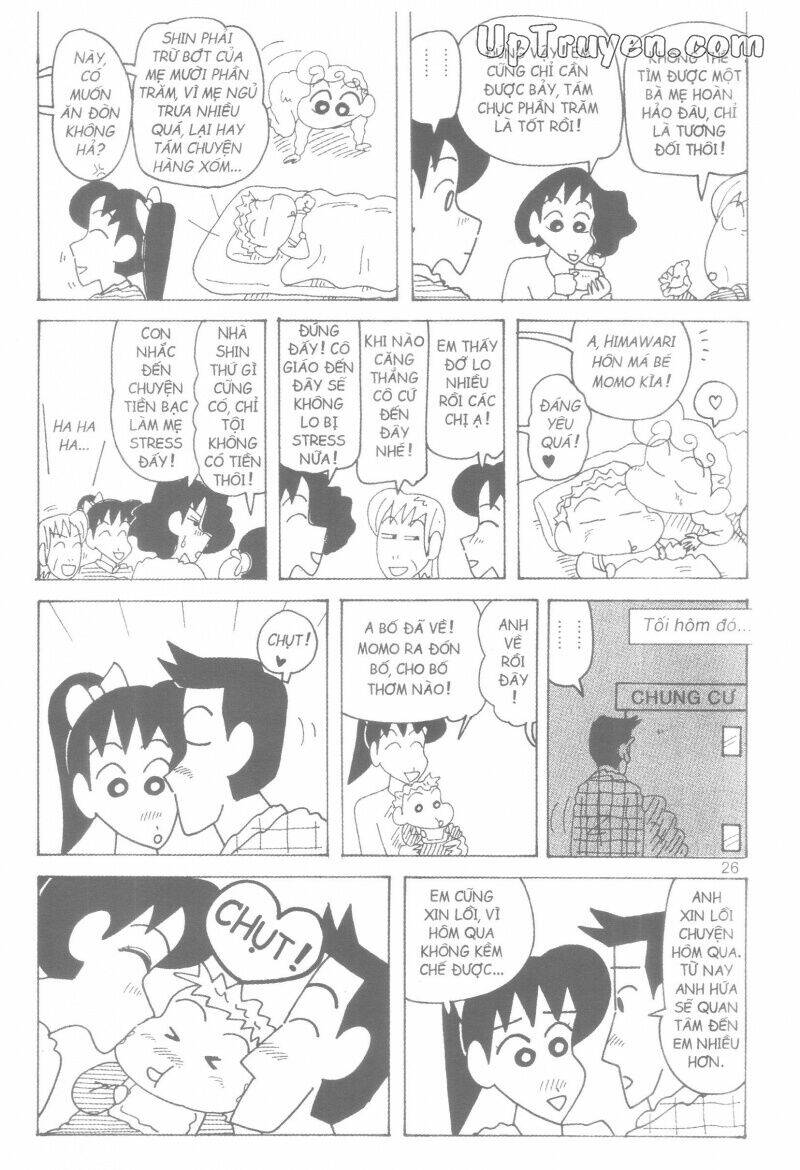 UpTruyen.com
KHÔNG THỂ
TÌM ĐƯỢC MỘT
BÀ MẸ HOÀN
HẢO ĐÂU, CHỈ
LÀ TƯƠNG
ĐỐI THÔI!
CŨNG CHỈ CẦN
ĐƯỢC BẢY, TÁM
CHỤC PHẦN TRĂM
LÀ TỐT RỒI!
......
SHIN PHẢI
TRỪ BỚT CỦA
MẸ MƯỜI PHẦN
TRĂM, VÌ MẸ NGỦ
TRƯA NHIỀU
QUÁ, LẠI HAY
TÁM CHUYỆN
HÀNG XÓM...
NÀY,
CÓ
MUỐN
ĂN ĐÒN
KHÔNG
HẢ?
A, HIMAWARI
HÔN MÁ BÉ
MOMO KÌA!
ĐÁNG
YÊU
QUÁ!
EM THẤY
ĐỠ LO
NHIỀU
RỒI CÁC
CHỊ Ạ!
KHI NÀO
CĂNG
THẲNG
CÔ CỨ
ĐẾN
ĐÂY NHÉ!
ĐÚNG
ĐẤY! CÔ
GIÁO ĐẾN
ĐÂY SẼ
KHÔNG
LO BỊ
STRESS
NỮA!
NHÀ
SHIN
THỨ GÌ
CŨNG
CÓ, CHỈ
TỘI
KHÔNG
CÓ TIỀN
THÔI!
CON
NHẮC
ĐẾN
CHUYỆN
TIỀN BẠC
LÀM MẸ
STRESS
ĐẤY!
HA HA
HA...
Tối hôm đó...
CHUNG CƯ
......
ANH
VỀ
RỒI
ĐÂY!
A BỐ ĐÃ VỀ!
MOMO RA ĐÓN
BỐ, CHO BỐ
THƠM NÀO!
CHỤT!
26
ANH
XIN LỖI
CHUYỆN
HÔM QUA.
TỪ NAY
ANH HỨA
SẼ QUAN
TÂM ĐẾN
EM NHIỀU
HƠN.
EM CŨNG
XIN LỖI, VÌ
HÔM QUA
KHÔNG KỀM
CHẾ ĐƯỢC...
CHỤT!